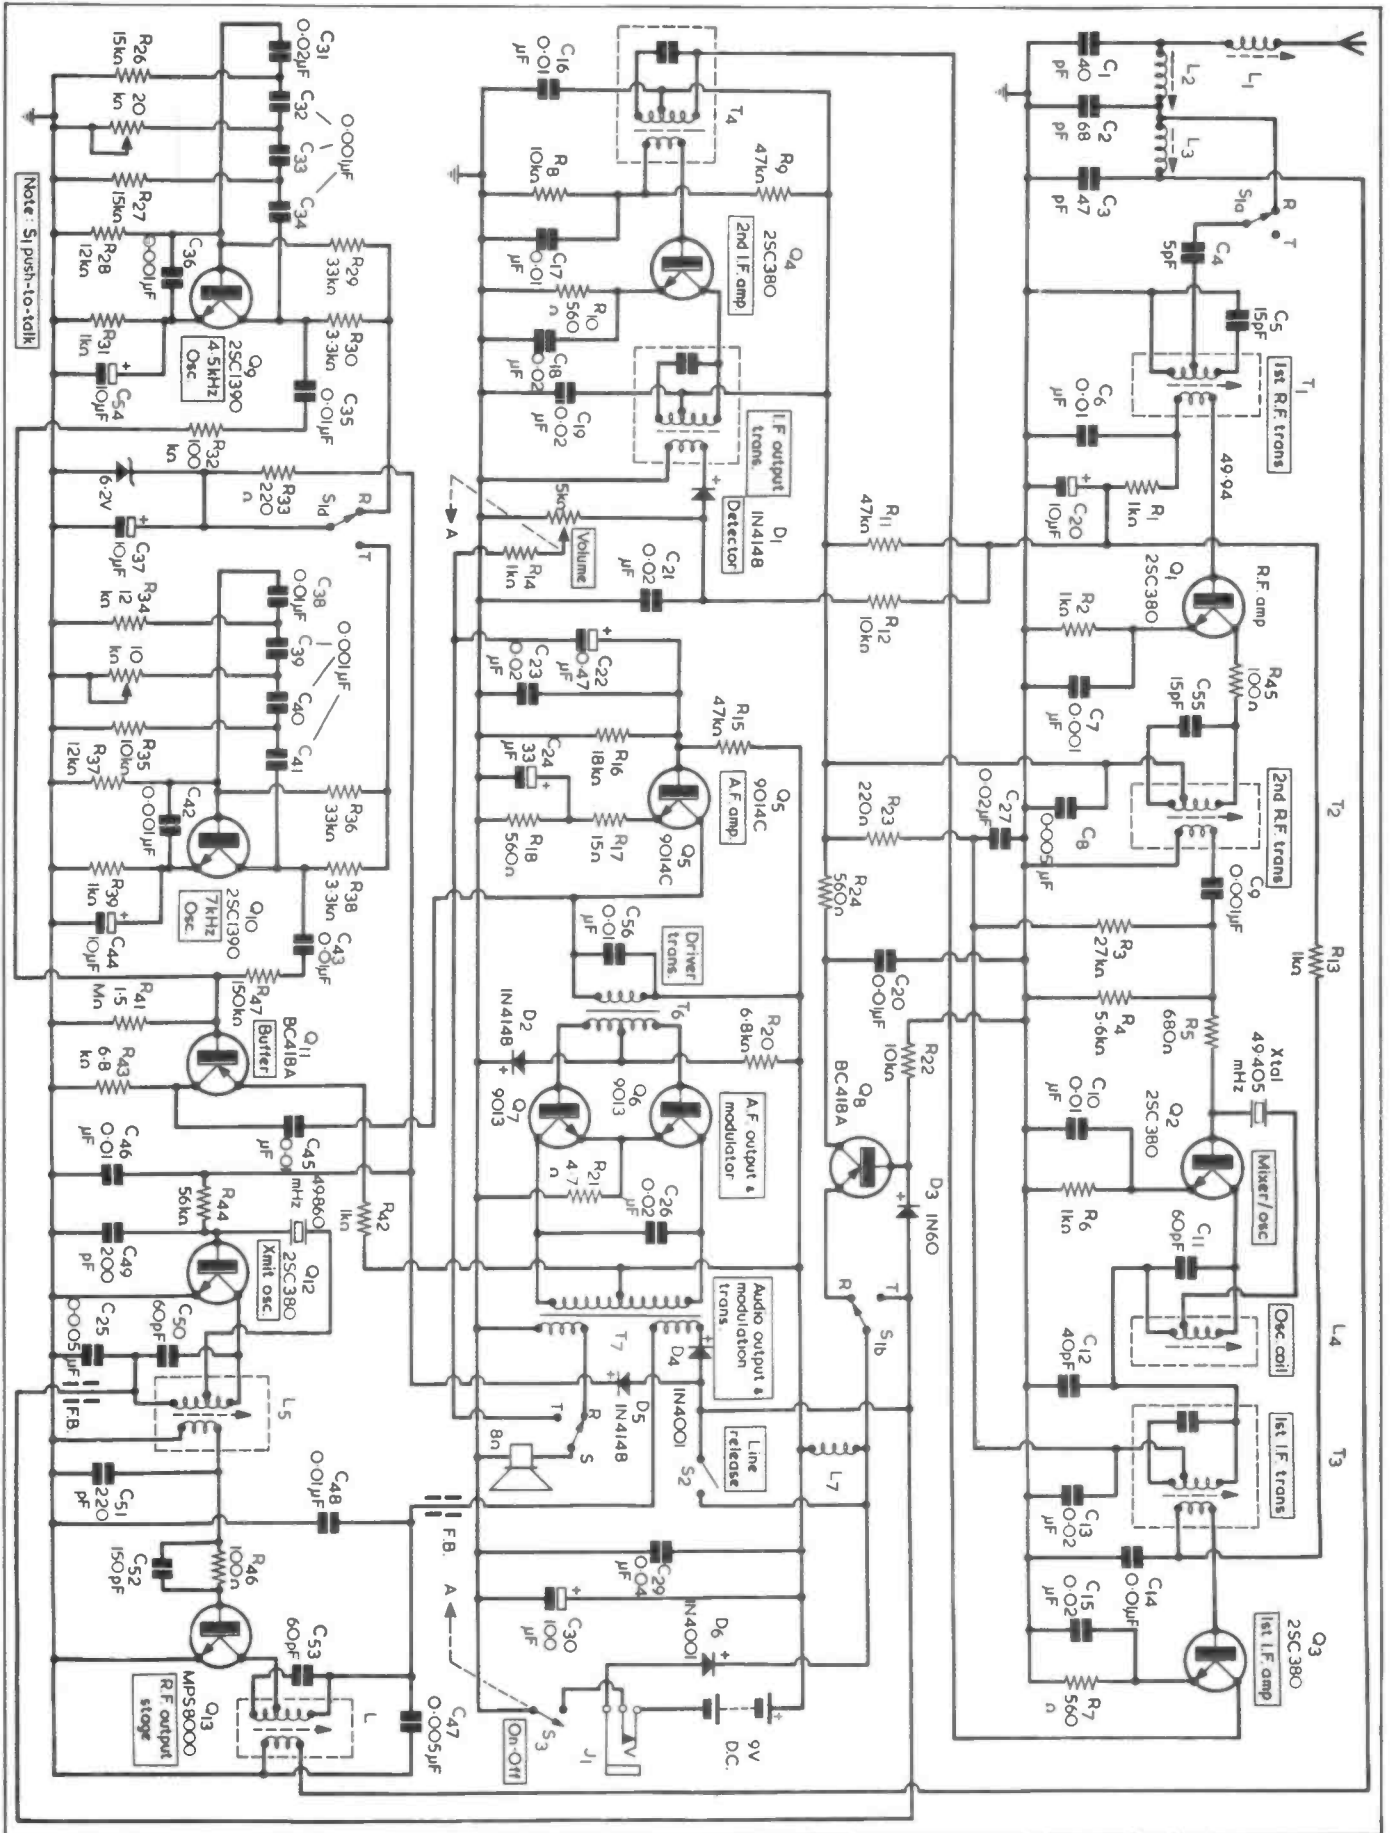 L1
L2
L3
C1
40
pF
C2
68
pF
C3
47
pF
S1a
R
T
C4
5pF
C5
15pF
T1
1st R.F. trans
C6
0·01
µF
49·94
R1
1kΩ
C20
10µF
+
R.F. amp
Q1
2SC380
R2
1kΩ
C7
0·001
µF
R45
100Ω
C55
15pF
T2
2nd R.F. trans
C8
0·005µF
C27
0·02µF
C9
0·001µF
R13
1kΩ
R3
27kΩ
R4
5·6kΩ
R5
680Ω
Xtal
49·405
mHz
Q2
2SC380
Mixer/osc
C10
0·01
µF
R6
1kΩ
C11
60pF
L4
Osc coil
C12
40pF
T3
1st I.F. trans
C13
0·02
µF
C14
0·01µF
C15
0·02
µF
Q3
2SC380
1st I.F. amp
R7
560
Ω
T4
C16
0·01
µF
R8
10kΩ
R9
47kΩ
C17
0·01
µF
Q4
2SC380
2nd I.F. amp.
R10
560
Ω
C18
0·02
µF
C19
0·02
µF
I.F output
trans.
D1
1N4148
Detector
+
Volume
5kΩ
A
R14
1kΩ
C21
0·02
µF
R11
47kΩ
R12
10kΩ
C22
0·47
µF
+
C23
0·02
µF
R15
47kΩ
R16
18kΩ
C24
33
µF
+
Q5
9014C
A.F. amp.
Q5
9014C
R17
15Ω
R18
560Ω
R23
220Ω
R24
560Ω
C20
0·01µF
C56
0·01
µF
Driver
trans.
T6
R20
6·8kΩ
D2
1N4148
+
Q6
9013
Q7
9013
A.F. output &
modulator
R21
4·7
Ω
C26
0·02
µF
R22
10kΩ
Q8
BC418A
D3 1N60
R
T
S1b
Audio output &
modulation
trans.
T7
D4
1N4001
+
D5
1N4148
+
Line
release
S2
L7
R
T
S
8Ω
F.B.
C29
0·04
µF
C30
100
µF
+
D6
1N4001
+
9V
D.C.
+
J1
S3
On-Off
A
C31
0·02µF
C32
C33
C34
0·001µF
R26
15kΩ
20
kΩ
R27
15kΩ
R28
12kΩ
C36
0·001µF
R29
33kΩ
R30
3·3kΩ
Q9
2SC1390
4·5kHz
Osc.
R31
1kΩ
C54
10µF
+
C35
0·01µF
R32
100
kΩ
R33
220
Ω
6·2V
C37
10µF
+
S1d
R
T
Note: S1 push-to-talk
C38
0·01µF
C39
C40
C41
0·001µF
R34
12
kΩ
10
kΩ
R35
10kΩ
R37
12kΩ
C42
0·001µF
R36
33kΩ
R38
3·3kΩ
Q10
2SC1390
7kHz
Osc.
R39
1kΩ
C44
10µF
+
C43
0·01µF
R47
150kΩ
R41
1·5
MΩ
Q11
BC418A
Buffer
R43
6·8
kΩ
C45
0·01
µF
R42
1kΩ
C46
0·01
µF
R44
56kΩ
49860
mHz
Q12
2SC380
Xmit osc.
C49
200
pF
C25
0·005µF
C50
60pF
L5
F.B.
C51
220
pF
C48
0·01µF
R46
100Ω
C52
150pF
Q13
MPS8000
R.F. output
stage
C53
60pF
L
C47
0·005µF